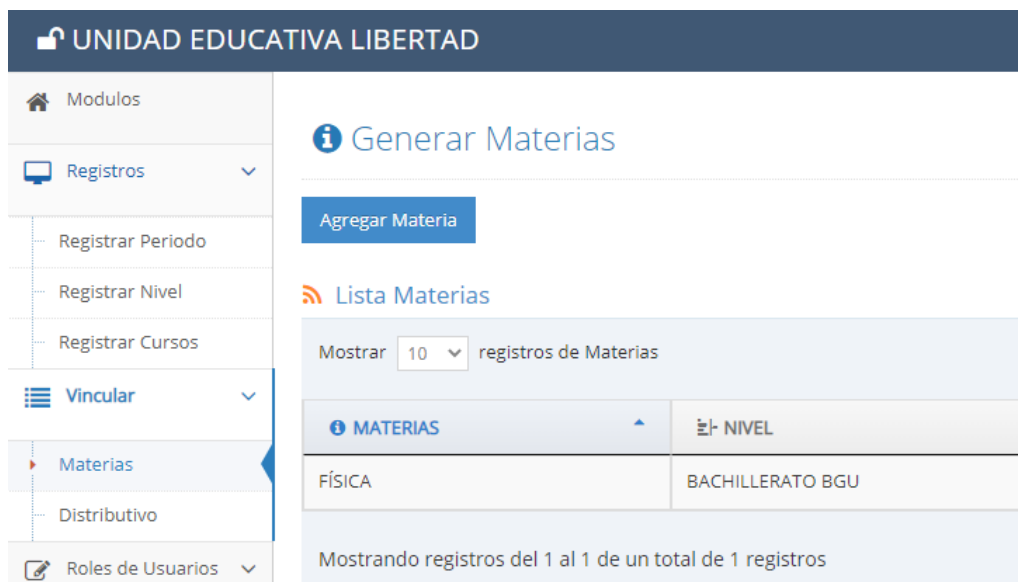 UNIDAD EDUCATIVA LIBERTAD
Modulos
Registros
Registrar Periodo
Registrar Nivel
Registrar Cursos
Vincular
Materias
Distributivo
Roles de Usuarios
Generar Materias
Agregar Materia
Lista Materias
Mostrar 10 registros de Materias
MATERIAS NIVEL
FÍSICA BACHILLERATO BGU
Mostrando registros del 1 al 1 de un total de 1 registros